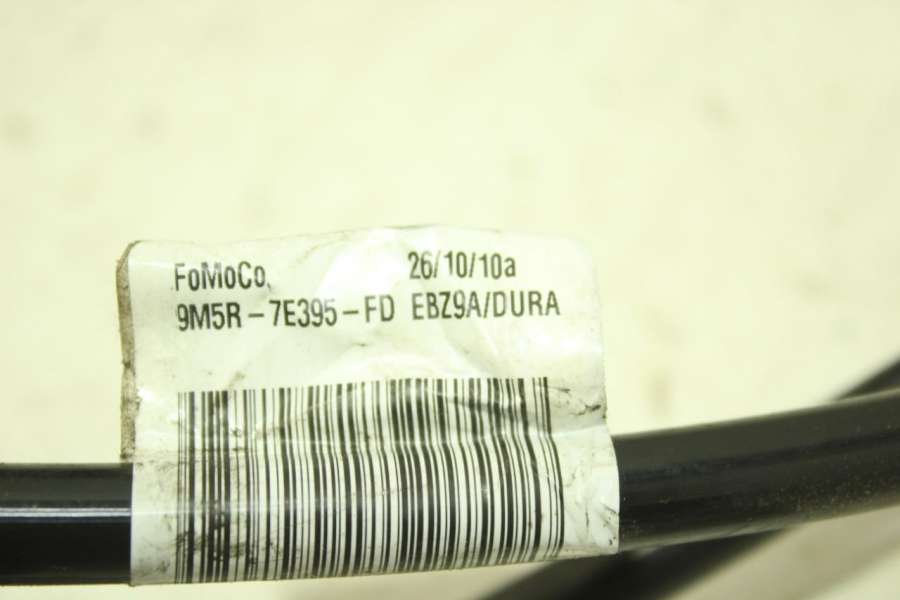 FoMoCo. 26/10/10a
9M5R-7E395-FD EBZ9A/DURA